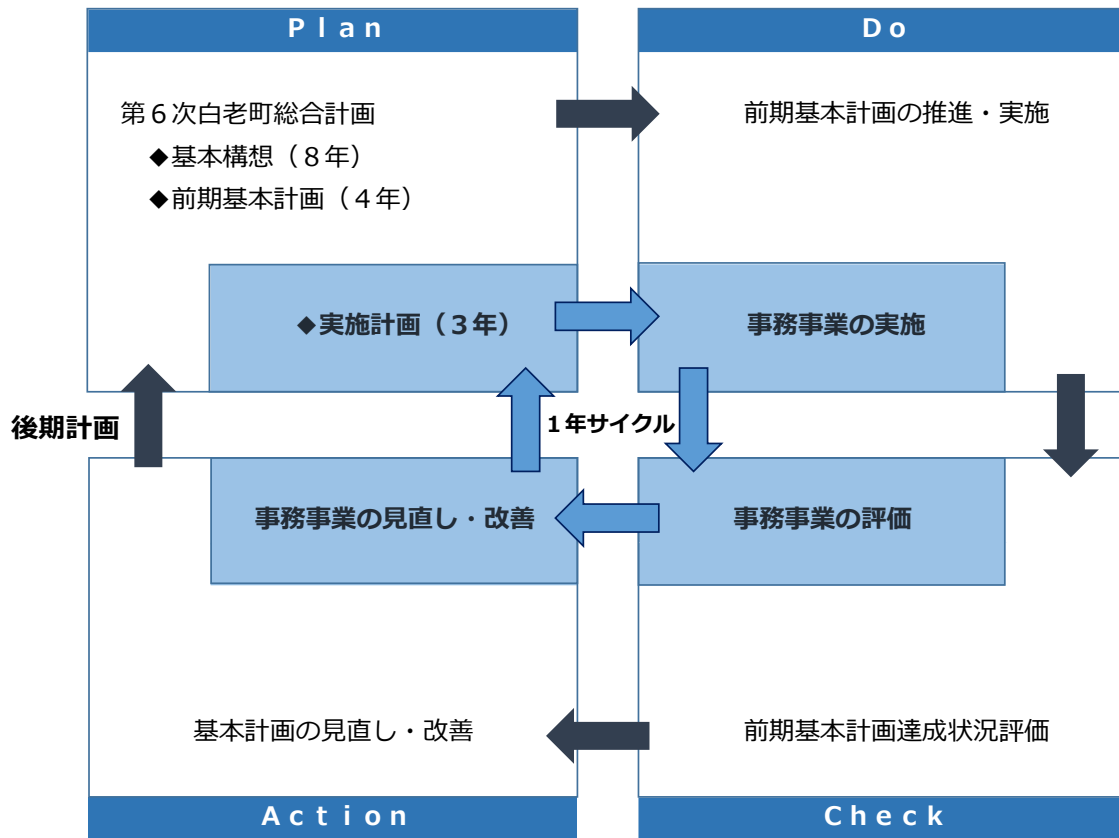 Plan
Do
第６次白老町総合計画
◆基本構想（８年）
◆前期基本計画（４年）
前期基本計画の推進・実施
◆実施計画（３年）
事務事業の実施
後期計画
１年サイクル
事務事業の見直し・改善
事務事業の評価
基本計画の見直し・改善
前期基本計画達成状況評価
Action
Check